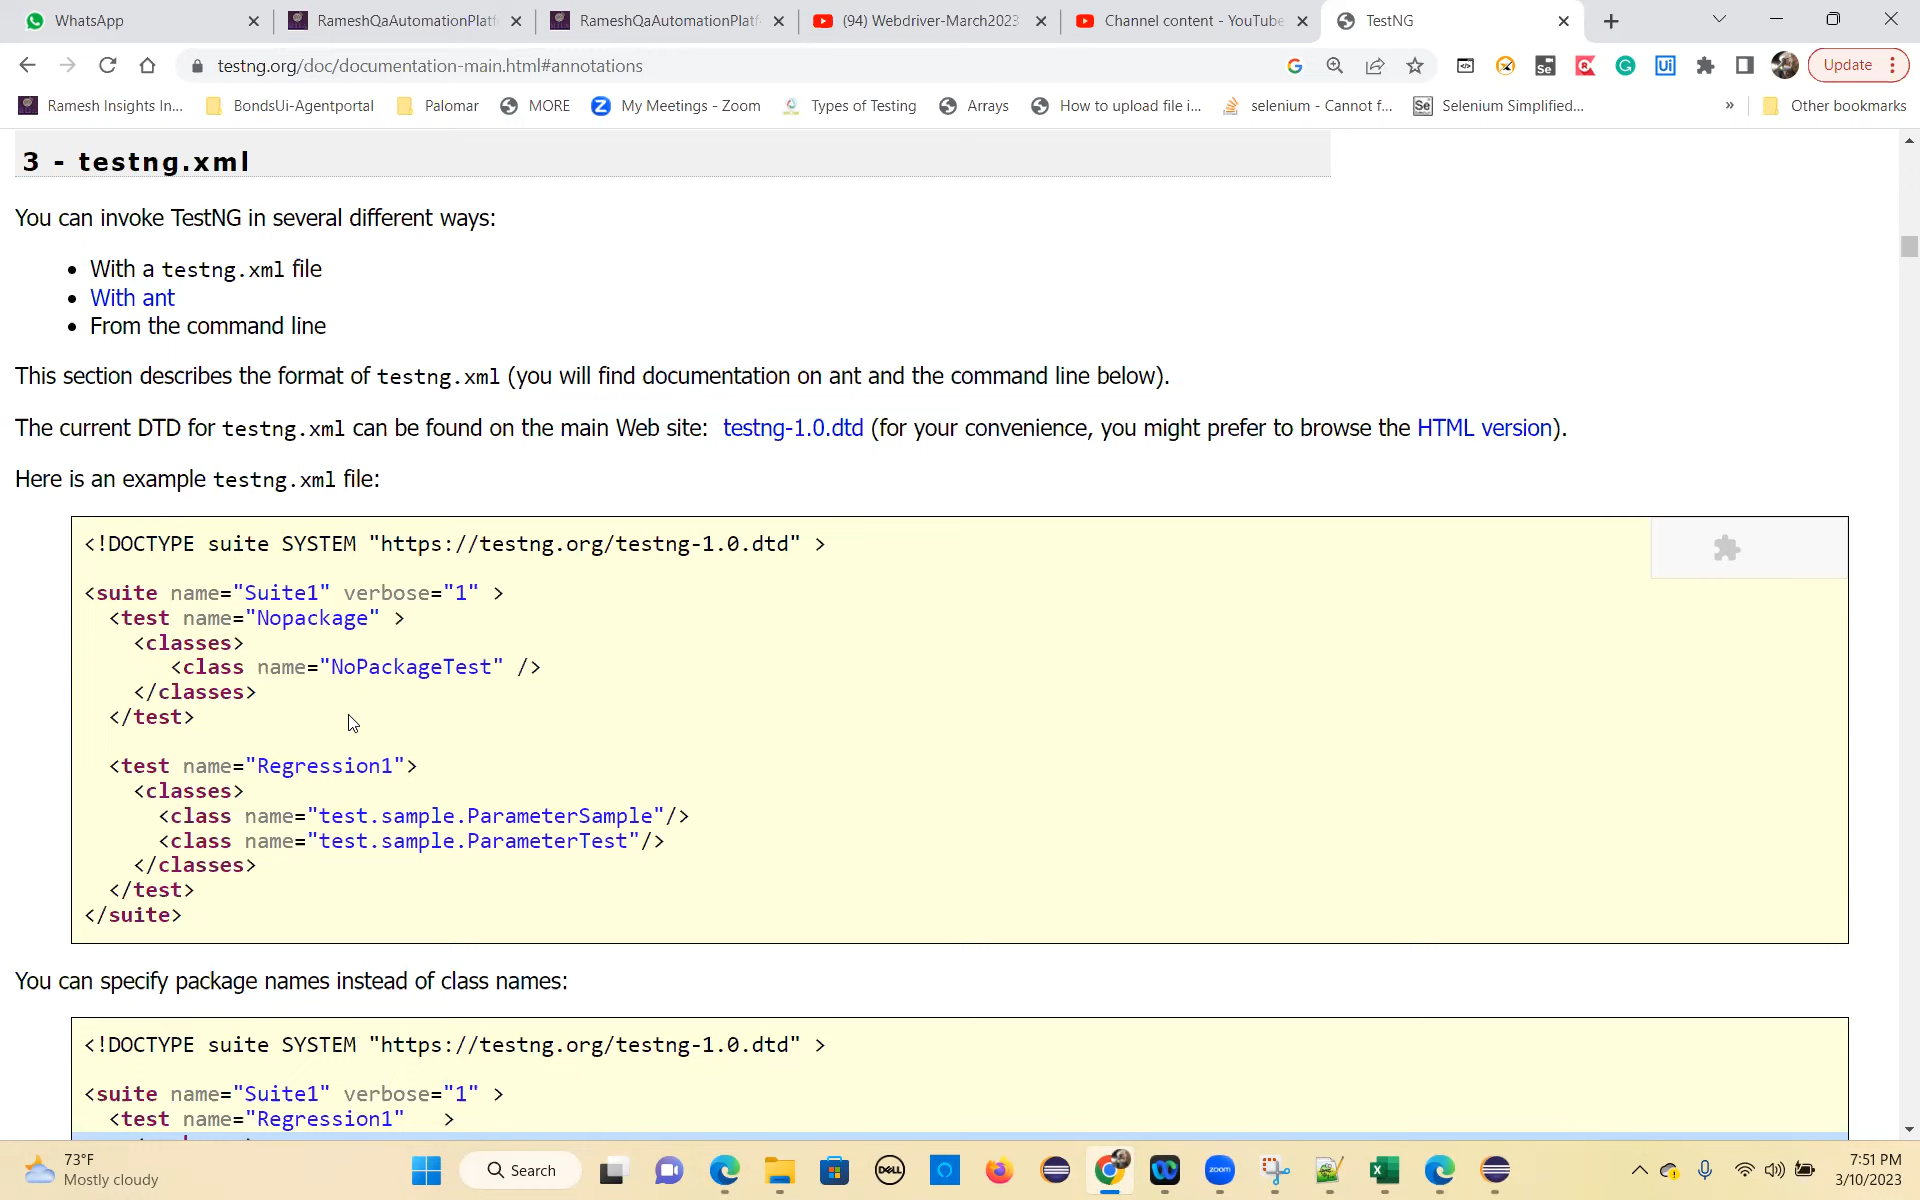 WhatsApp
RameshQaAutomationPlatf
RameshQaAutomationPlatf
(94) Webdriver-March2023
Channel content - YouTube
TestNG
testng.org/doc/documentation-main.html#annotations
Update
Ramesh Insights In...
BondsUi-Agentportal
Palomar
MORE
My Meetings - Zoom
Types of Testing
Arrays
How to upload file i...
selenium - Cannot f...
Selenium Simplified...
»
Other bookmarks
3 - testng.xml
You can invoke TestNG in several different ways:
• With a testng.xml file
• With ant
• From the command line
This section describes the format of testng.xml (you will find documentation on ant and the command line below).
The current DTD for testng.xml can be found on the main Web site: testng-1.0.dtd (for your convenience, you might prefer to browse the HTML version).
Here is an example testng.xml file:
<!DOCTYPE suite SYSTEM "https://testng.org/testng-1.0.dtd" >
<suite name="Suite1" verbose="1" >
<test name="Nopackage" >
<classes>
<class name="NoPackageTest" />
</classes>
</test>
<test name="Regression1">
<classes>
<class name="test.sample.ParameterSample"/>
<class name="test.sample.ParameterTest"/>
</classes>
</test>
</suite>
You can specify package names instead of class names:
<!DOCTYPE suite SYSTEM "https://testng.org/testng-1.0.dtd" >
<suite name="Suite1" verbose="1" >
<test name="Regression1" >
73°F
Mostly cloudy
Search
DELL
zoom
7:51 PM
3/10/2023